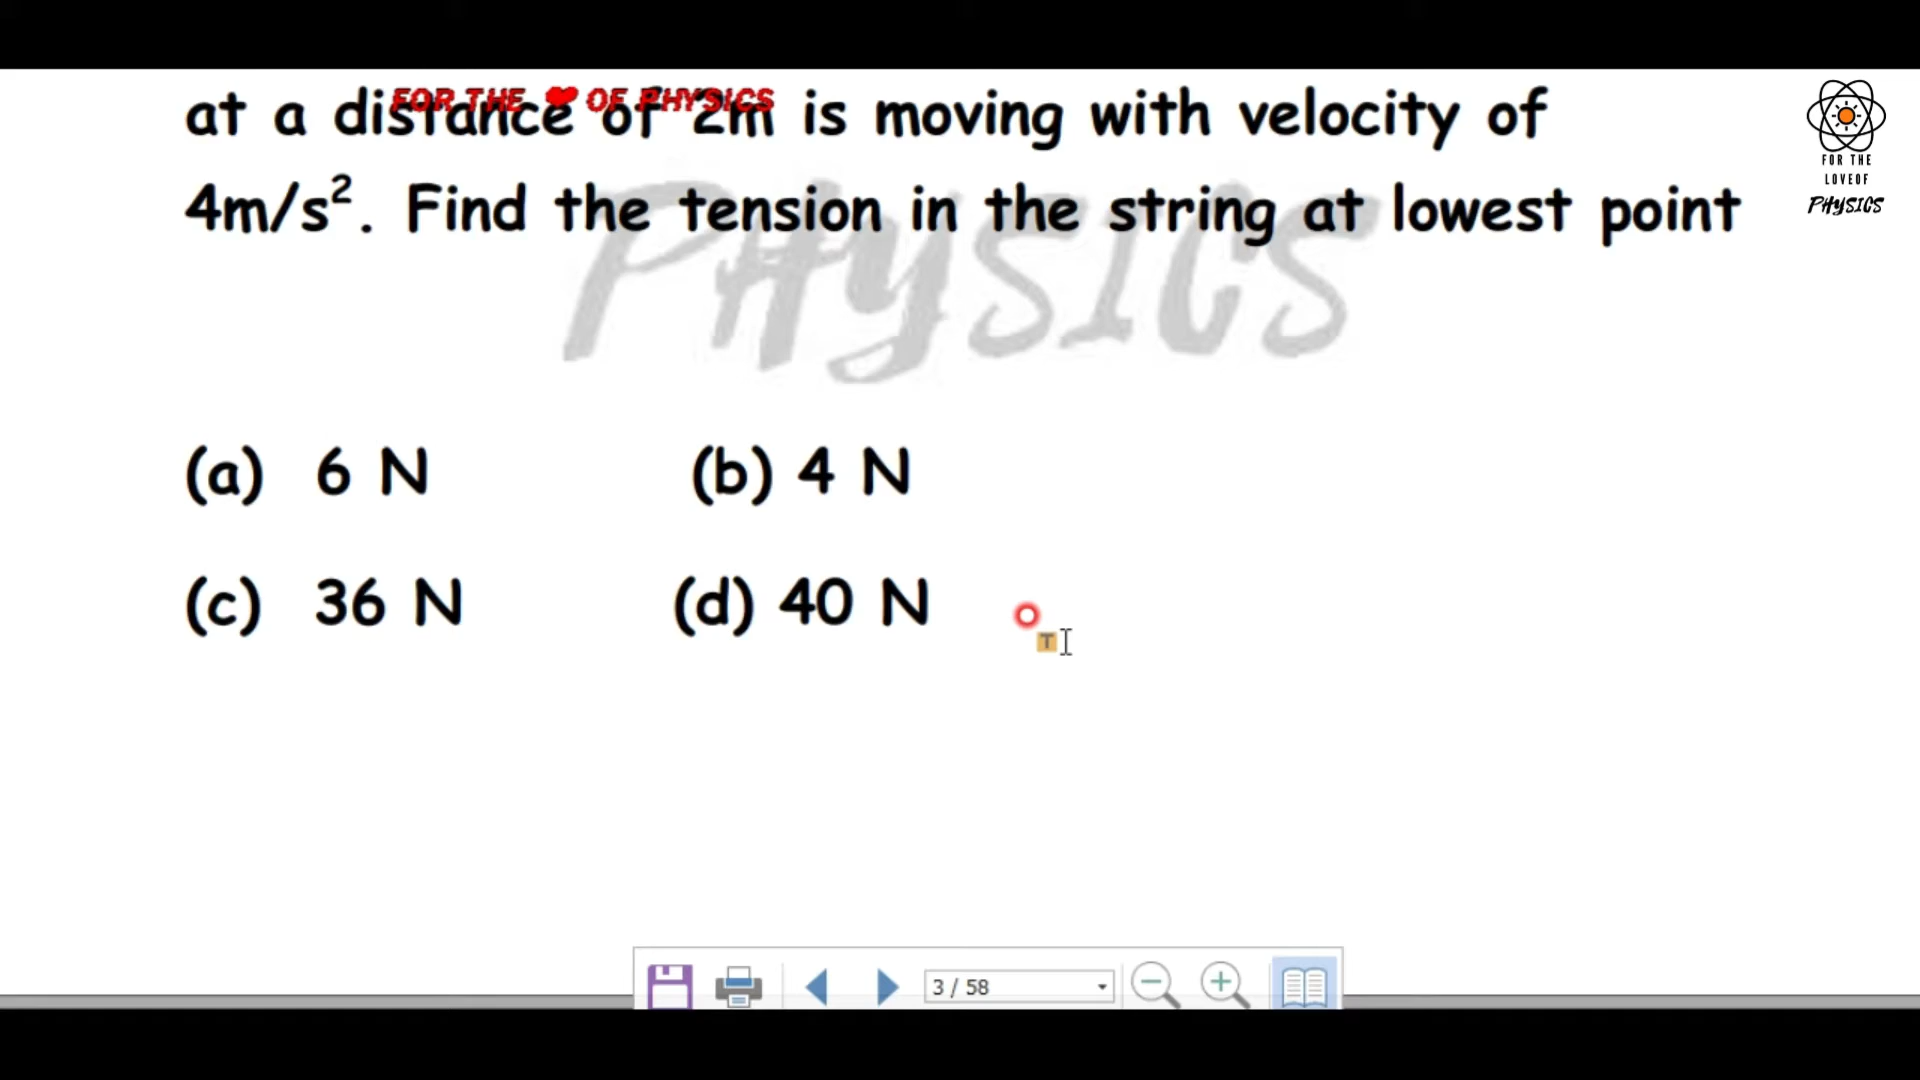 FOR THE ❤ OF PHYSICS
at a distance of 2m is moving with velocity of
4m/s². Find the tension in the string at lowest point
PHYSICS
(a) 6 N (b) 4 N
(c) 36 N (d) 40 N
T
3 / 58
FOR THE
LOVE OF
PHYSICS